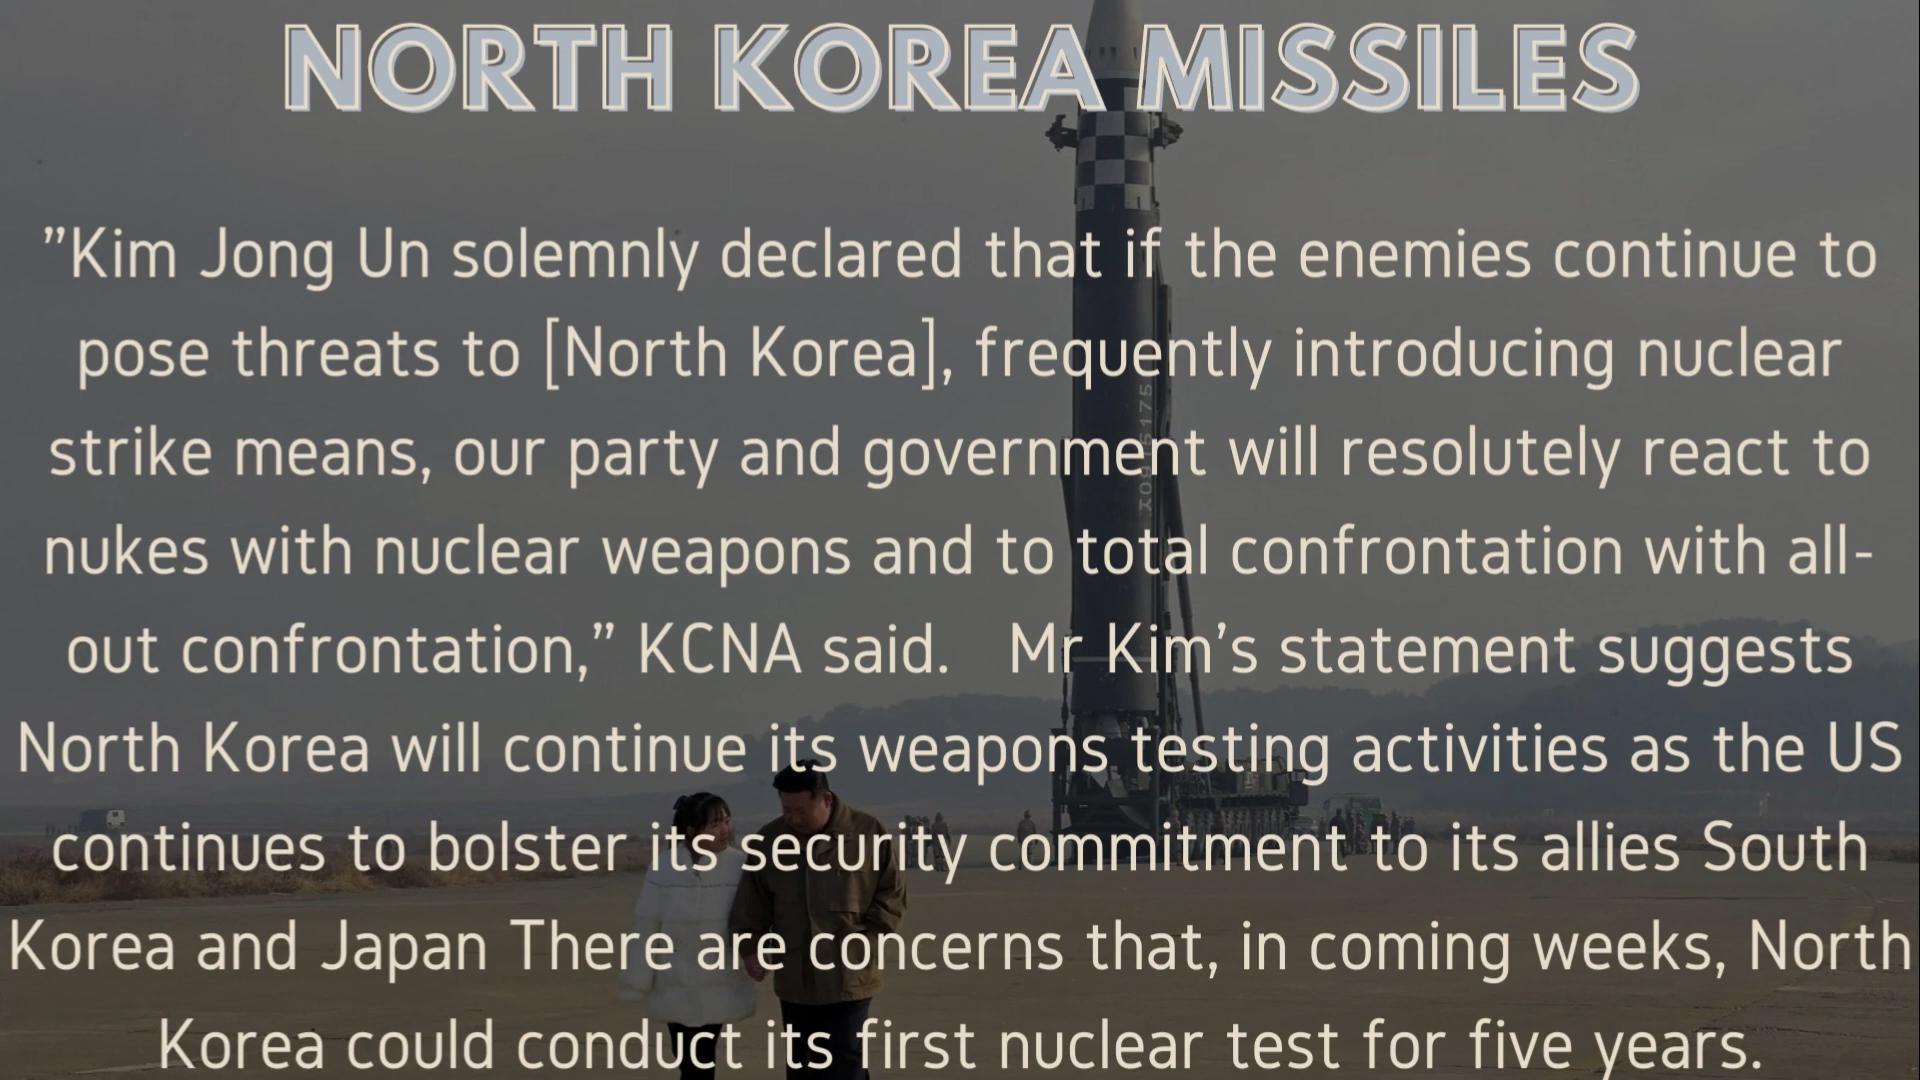 NORTH KOREA MISSILES
”Kim Jong Un solemnly declared that if the enemies continue to
pose threats to [North Korea], frequently introducing nuclear
strike means, our party and government will resolutely react to
nukes with nuclear weapons and to total confrontation with all-
out confrontation,” KCNA said. Mr Kim’s statement suggests
North Korea will continue its weapons testing activities as the US
continues to bolster its security commitment to its allies South
Korea and Japan There are concerns that, in coming weeks, North
Korea could conduct its first nuclear test for five years.